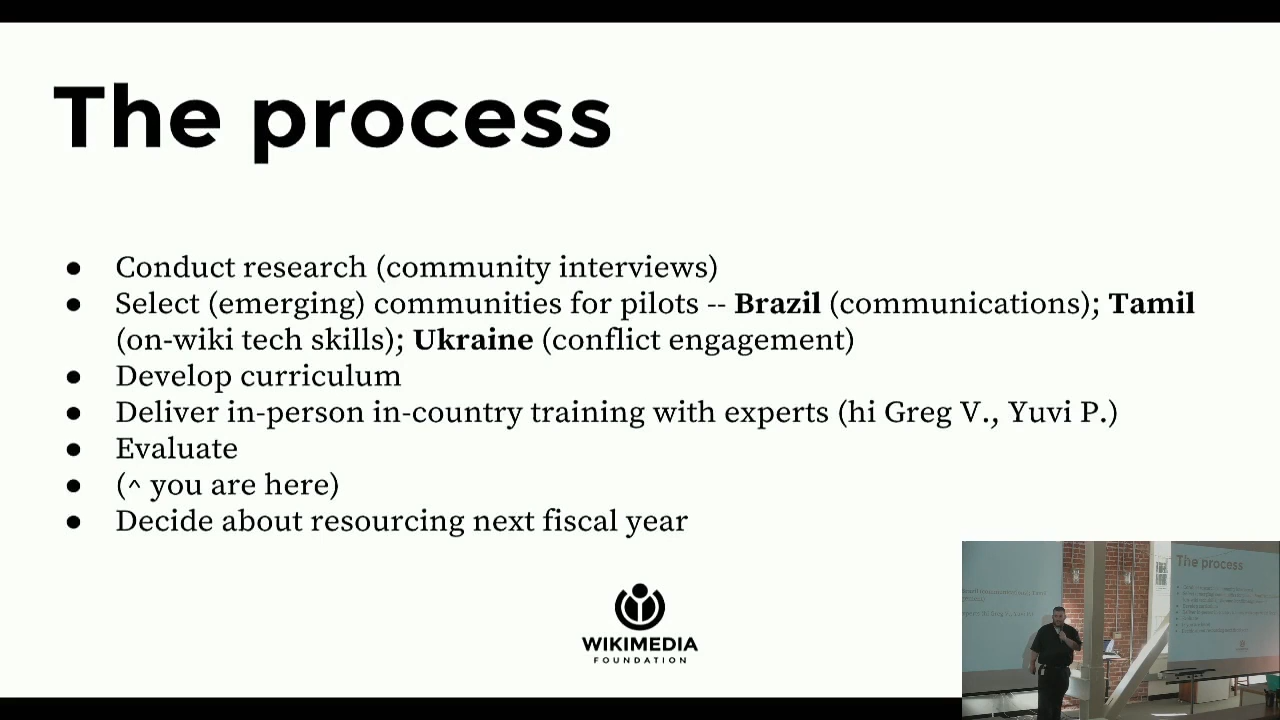 The process
● Conduct research (community interviews)
● Select (emerging) communities for pilots -- Brazil (communications); Tamil
(on-wiki tech skills); Ukraine (conflict engagement)
● Develop curriculum
● Deliver in-person in-country training with experts (hi Greg V., Yuvi P.)
● Evaluate
● (^ you are here)
● Decide about resourcing next fiscal year
WIKIMEDIA
FOUNDATION
The process